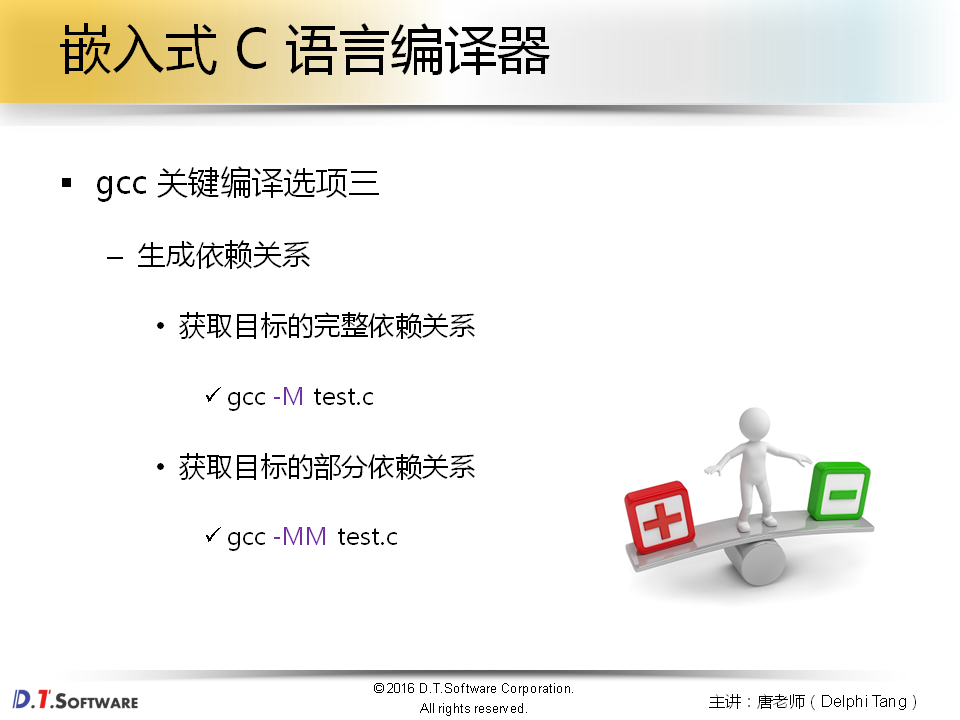 嵌入式 C 语言编译器
▪ gcc 关键编译选项三
– 生成依赖关系
• 获取目标的完整依赖关系
✓ gcc -M test.c
• 获取目标的部分依赖关系
✓ gcc -MM test.c
D.T.SOFTWARE
©2016 D.T.Software Corporation.
All rights reserved.
主讲：唐老师（Delphi Tang）